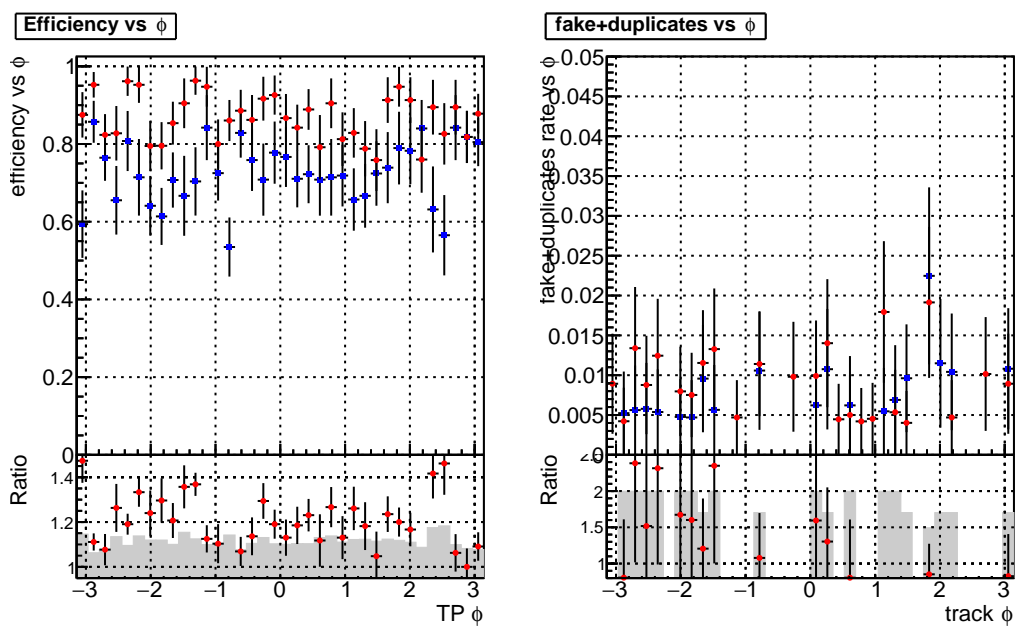 Efficiency vs φ
efficiency vs φ
1
0.8
0.6
0.4
0.2
0
Ratio
1.4
1.2
1
−3 −2 −1 0 1 2 3
TP φ
fake+duplicates vs φ
fake+duplicates rate vs φ
0.05
0.045
0.04
0.035
0.03
0.025
0.02
0.015
0.01
0.005
0
Ratio
2
1.5
1
−3 −2 −1 0 1 2 3
track φ